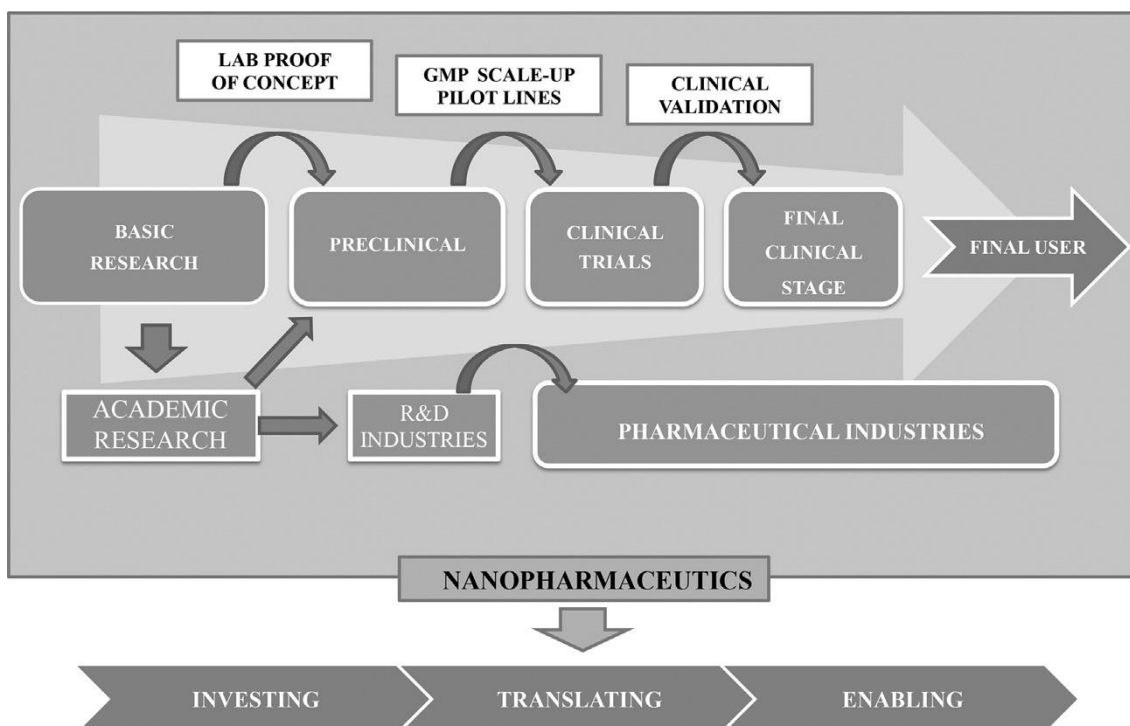 LAB PROOF
OF CONCEPT
GMP SCALE-UP
PILOT LINES
CLINICAL
VALIDATION
BASIC
RESEARCH
PRECLINICAL
CLINICAL
TRIALS
FINAL
CLINICAL
STAGE
FINAL USER
ACADEMIC
RESEARCH
R&D
INDUSTRIES
PHARMACEUTICAL INDUSTRIES
NANOPHARMACEUTICS
INVESTING
TRANSLATING
ENABLING